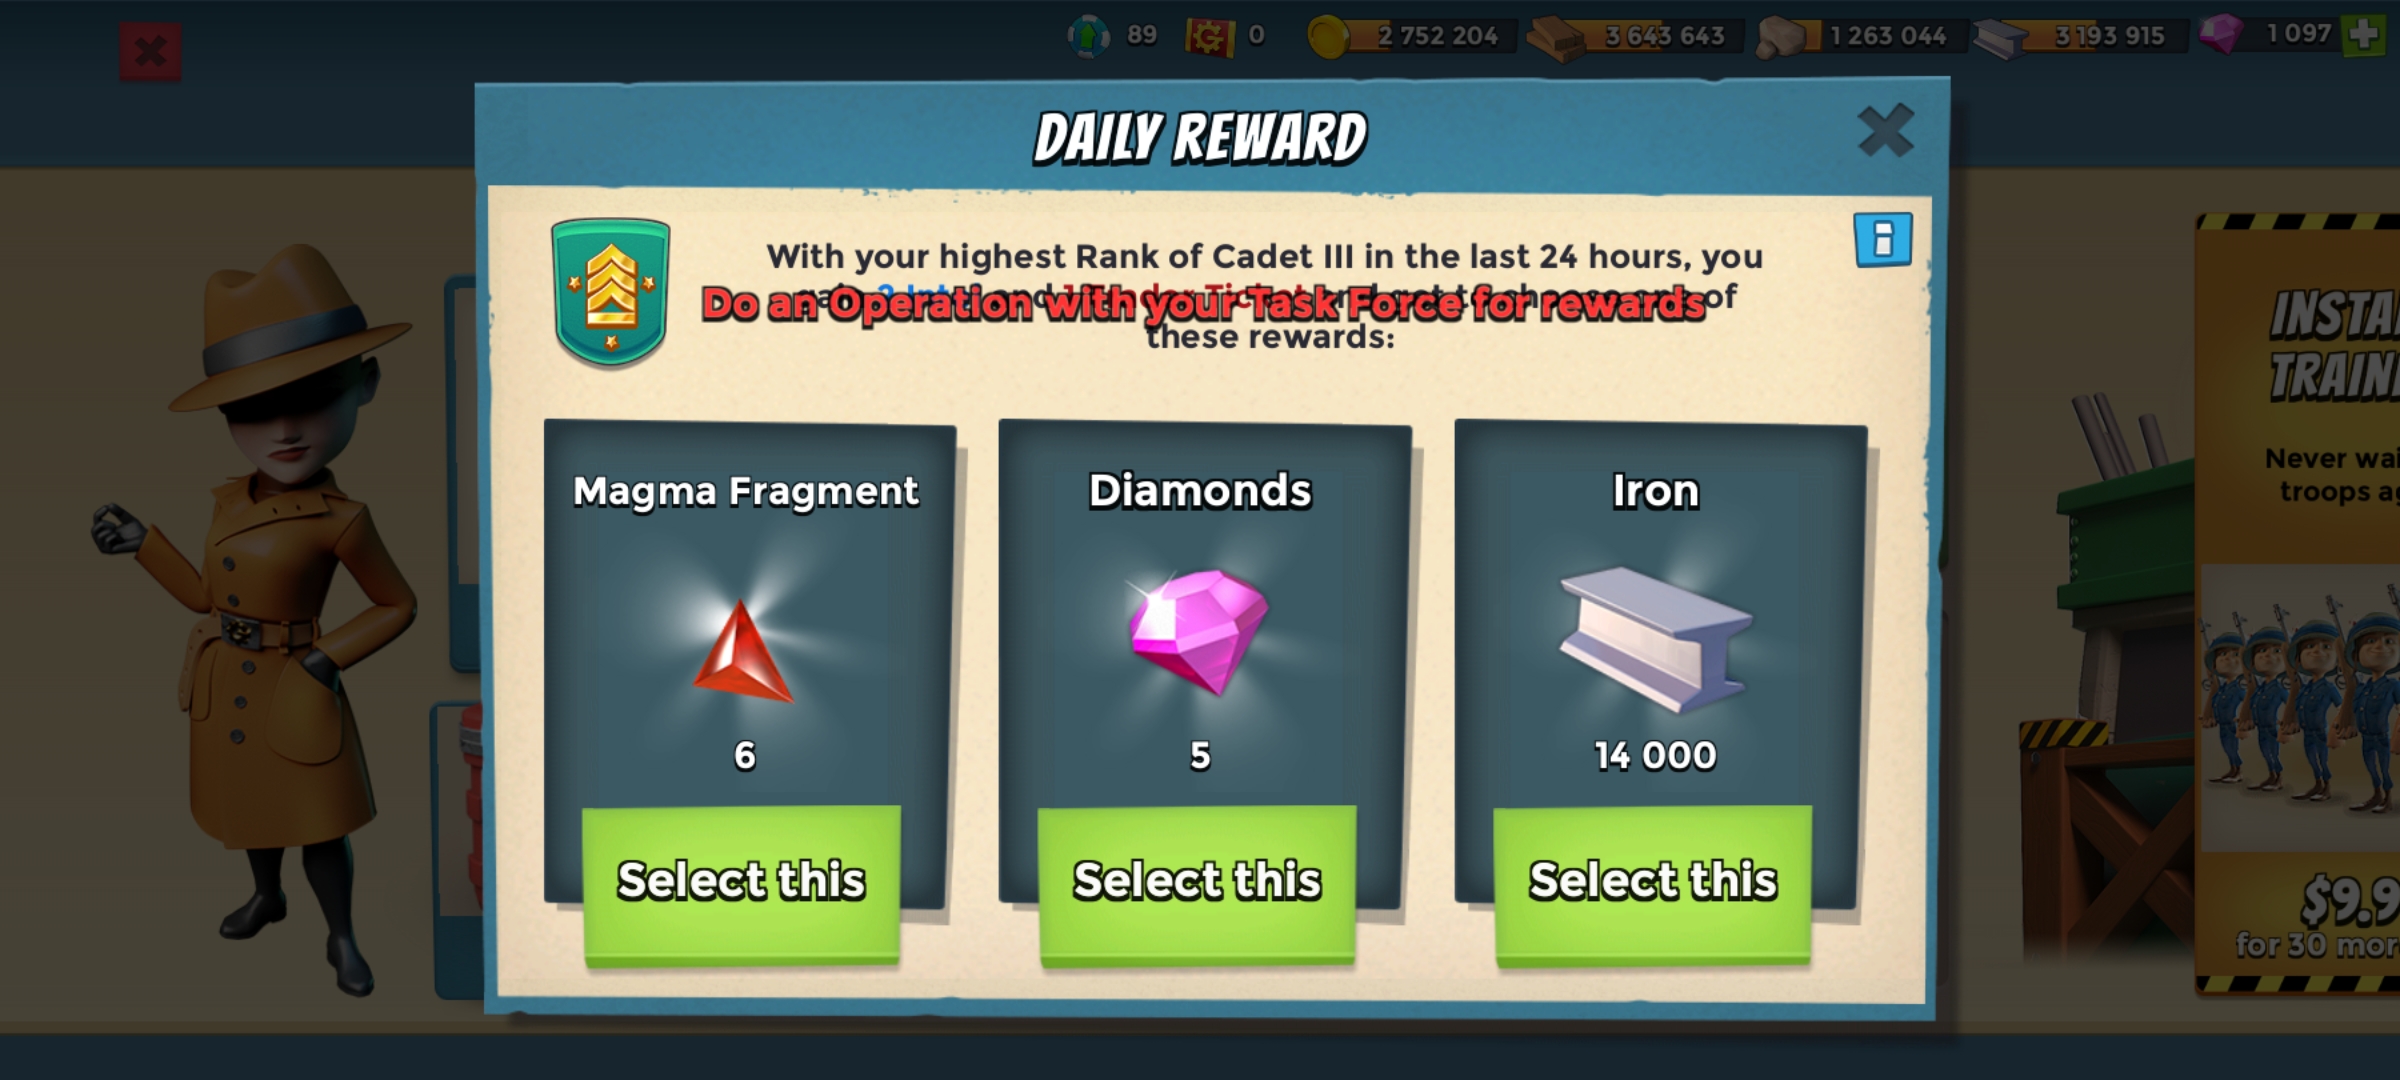 89
0
2 752 204
3 643 643
1 263 044
3 193 915
1 097
DAILY REWARD
With your highest Rank of Cadet III in the last 24 hours, you
of
Do an Operation with your Task Force for rewards
these rewards:
Magma Fragment
Diamonds
Iron
6
5
14 000
Select this
Select this
Select this
Never
troops
$9.9
for 30